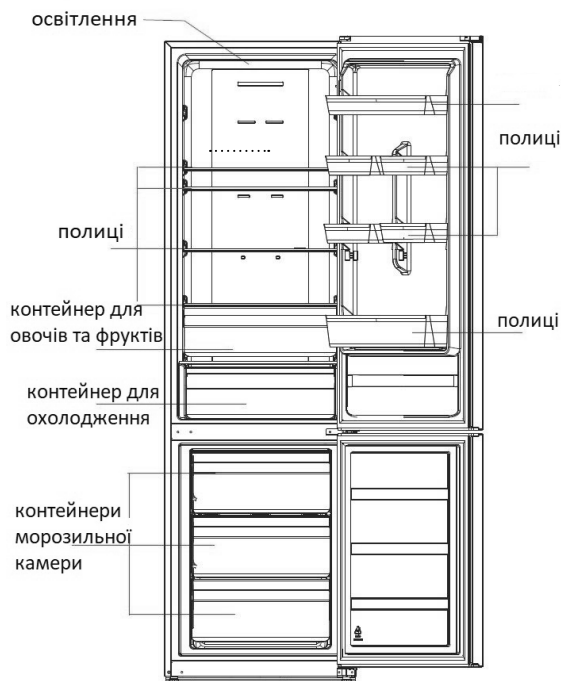 освітлення
полиці
полиці
контейнер для
овочів та фруктів
полиці
контейнер для
охолодження
контейнери
морозильної
камери